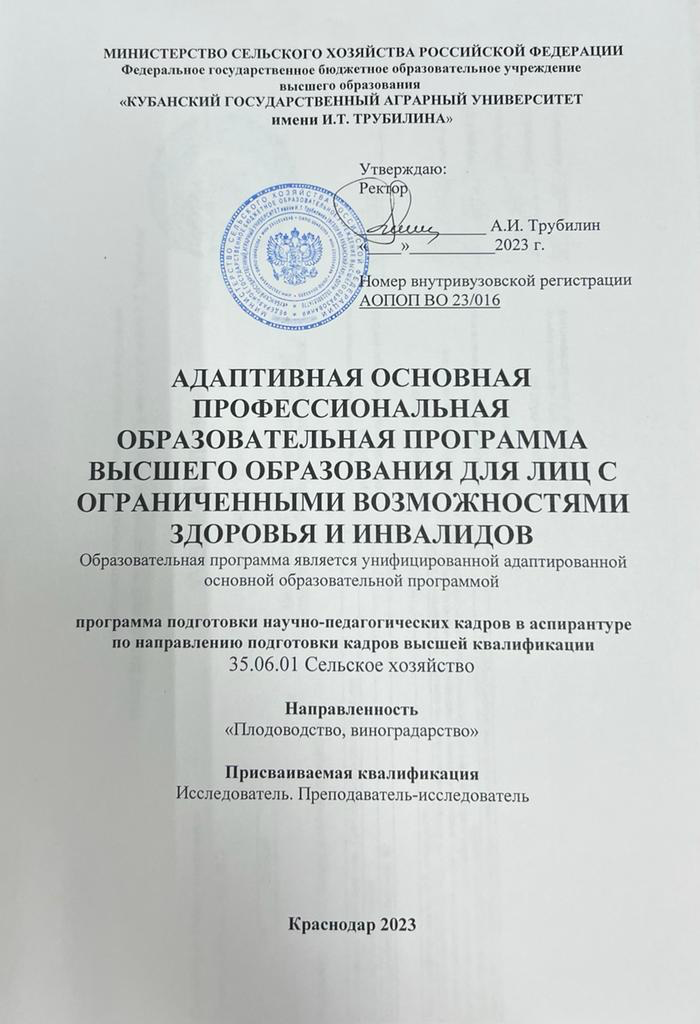 МИНИСТЕРСТВО СЕЛЬСКОГО ХОЗЯЙСТВА РОССИЙСКОЙ ФЕДЕРАЦИИ
Федеральное государственное бюджетное образовательное учреждение
высшего образования
«КУБАНСКИЙ ГОСУДАРСТВЕННЫЙ АГРАРНЫЙ УНИВЕРСИТЕТ
имени И.Т. ТРУБИЛИНА»
Утверждаю:
Ректор
______________ А.И. Трубилин
«____»__________2023 г.
Номер внутривузовской регистрации
АОПОП ВО 23/016
АДАПТИВНАЯ ОСНОВНАЯ
ПРОФЕССИОНАЛЬНАЯ
ОБРАЗОВАТЕЛЬНАЯ ПРОГРАММА
ВЫСШЕГО ОБРАЗОВАНИЯ ДЛЯ ЛИЦ С
ОГРАНИЧЕННЫМИ ВОЗМОЖНОСТЯМИ
ЗДОРОВЬЯ И ИНВАЛИДОВ
Образовательная программа является унифицированной адаптированной
основной образовательной программой
программа подготовки научно-педагогических кадров в аспирантуре
по направлению подготовки кадров высшей квалификации
35.06.01 Сельское хозяйство
Направленность
«Плодоводство, виноградарство»
Присваиваемая квалификация
Исследователь. Преподаватель-исследователь
Краснодар 2023